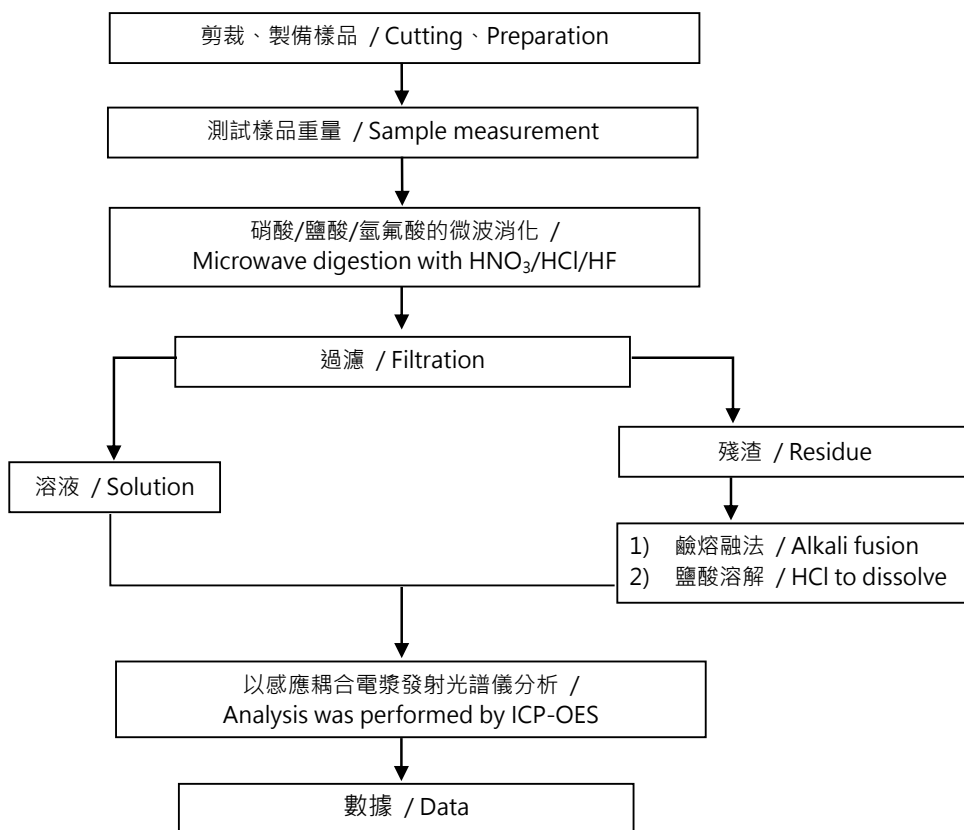 剪裁、製備樣品 / Cutting、Preparation
測試樣品重量 / Sample measurement
硝酸/鹽酸/氫氟酸的微波消化 /
Microwave digestion with HNO₃/HCl/HF
過濾 / Filtration
殘渣 / Residue
溶液 / Solution
1) 鹼熔融法 / Alkali fusion
2) 鹽酸溶解 / HCl to dissolve
以感應耦合電漿發射光譜儀分析 /
Analysis was performed by ICP-OES
數據 / Data